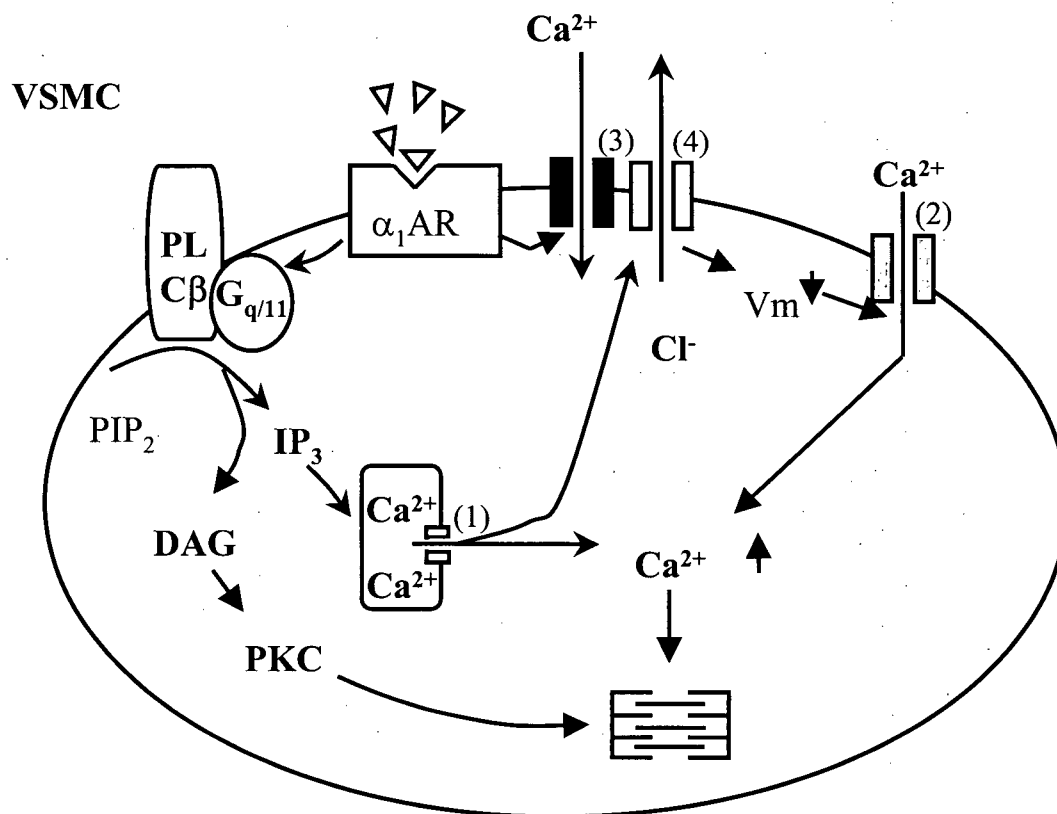 Ca²⁺
VSMC
(3)
(4)
Ca²⁺
(2)
α₁AR
PL
Cβ
G_q/11
Vm
Cl⁻
PIP₂
IP₃
Ca²⁺
(1)
DAG
Ca²⁺
Ca²⁺
PKC